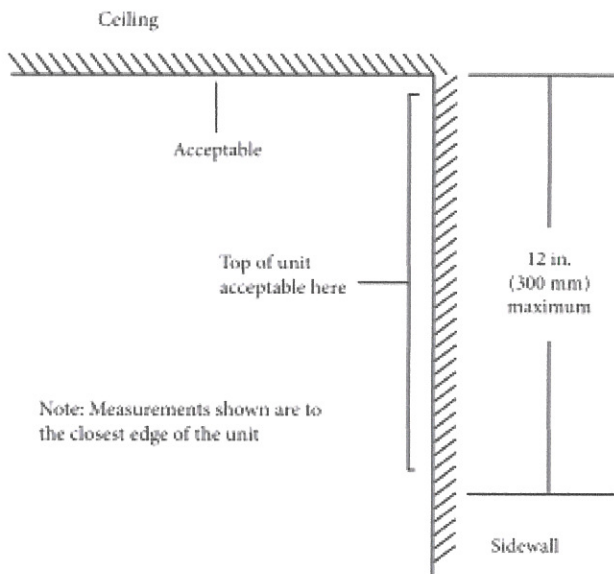 Ceiling
Acceptable
Top of unit
acceptable here
12 in.
(300 mm)
maximum
Note: Measurements shown are to
the closest edge of the unit
Sidewall